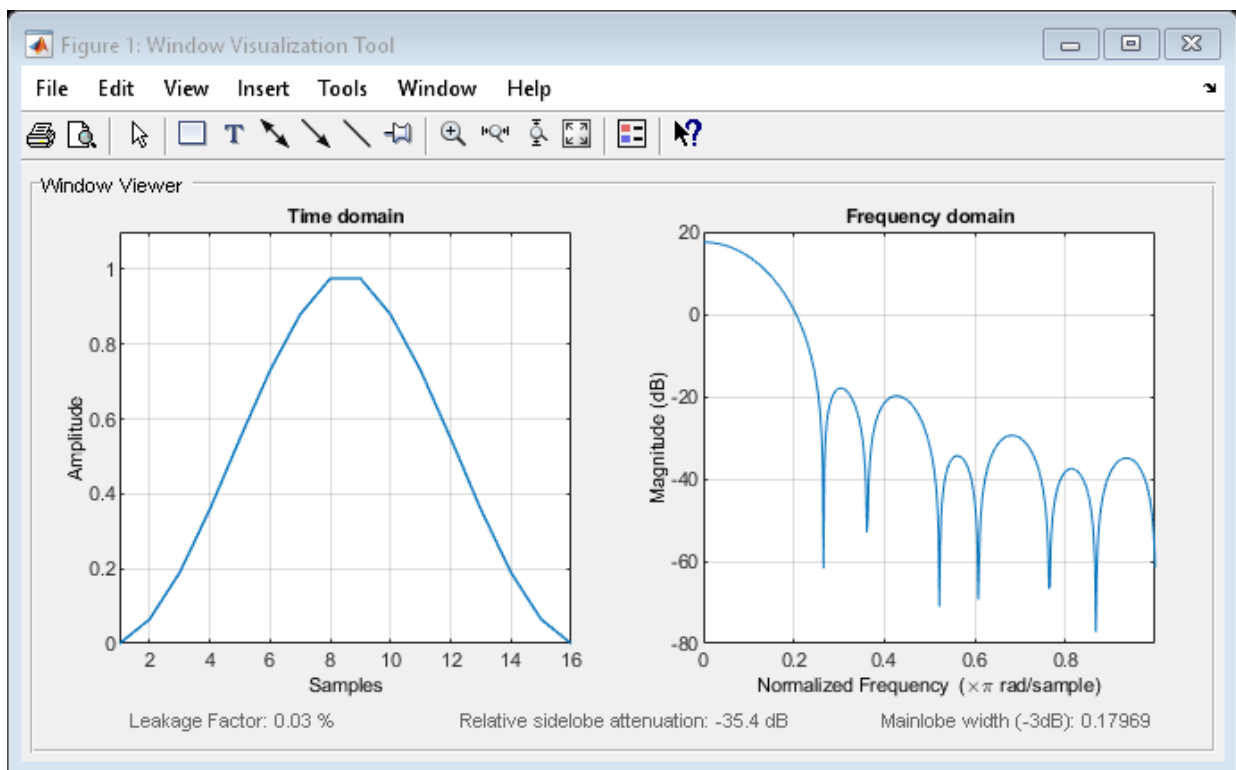 Figure 1: Window Visualization Tool
File Edit View Insert Tools Window Help
T
?
Window Viewer
Time domain
1
0.8
0.6
0.4
0.2
0
Amplitude
2 4 6 8 10 12 14 16
Samples
Frequency domain
20
0
-20
-40
-60
-80
Magnitude (dB)
0 0.2 0.4 0.6 0.8
Normalized Frequency (×π rad/sample)
Leakage Factor: 0.03 % Relative sidelobe attenuation: -35.4 dB Mainlobe width (-3dB): 0.17969